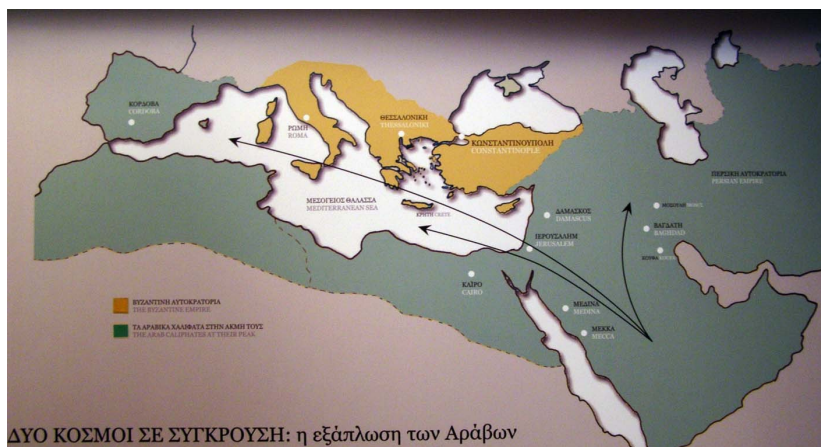 ΚΟΡΔΟΒΑ
CORDOBA
ΡΩΜΗ
ROMA
ΘΕΣΣΑΛΟΝΙΚΗ
THESSALONIKI
ΚΩΝΣΤΑΝΤΙΝΟΥΠΟΛΗ
CONSTANTINOPLE
ΠΕΡΣΙΚΗ ΑΥΤΟΚΡΑΤΟΡΙΑ
PERSIAN EMPIRE
ΜΕΣΟΓΕΙΟΣ ΘΑΛΑΣΣΑ
MEDITERRANEAN SEA
ΚΡΗΤΗ CRETE
ΔΑΜΑΣΚΟΣ
DAMASCUS
ΒΑΓΔΑΤΗ
BAGHDAD
ΙΕΡΟΥΣΑΛΗΜ
JERUSALEM
ΚΑΪΡΟ
CAIRO
ΜΕΔΙΝΑ
MEDINA
ΜΕΚΚΑ
MECCA
ΒΥΖΑΝΤΙΝΗ ΑΥΤΟΚΡΑΤΟΡΙΑ
THE BYZANTINE EMPIRE
ΤΑ ΑΡΑΒΙΚΑ ΧΑΛΙΦΑΤΑ ΣΤΗΝ ΑΚΜΗ ΤΟΥΣ
THE ARAB CALIPHATES AT THEIR PEAK
ΔΥΟ ΚΟΣΜΟΙ ΣΕ ΣΥΓΚΡΟΥΣΗ: η εξάπλωση των Αράβων